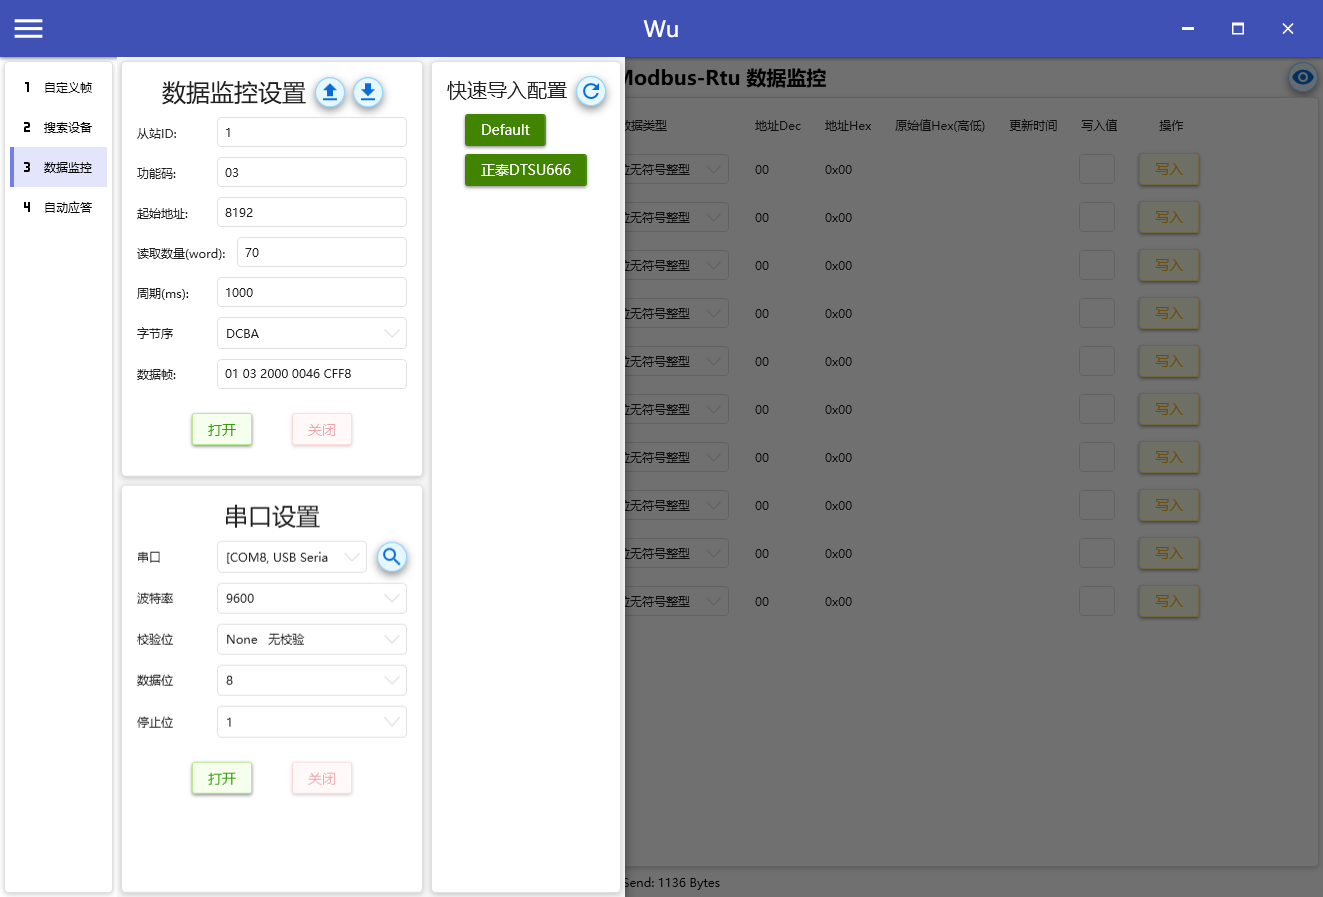 Wu
1 自定义帧
2 搜索设备
3 数据监控
4 自动应答
数据监控设置
从站ID: 1
功能码: 03
起始地址: 8192
读取数量(word): 70
周期(ms): 1000
字节序 DCBA
数据帧: 01 03 2000 0046 CFF8
打开 关闭
串口设置
串口 [COM8, USB Seria
波特率 9600
校验位 None 无校验
数据位 8
停止位 1
打开 关闭
快速导入配置
Default
正泰DTSU666
Modbus-Rtu 数据监控
数据类型 地址Dec 地址Hex 原始值Hex(高低) 更新时间 写入值 操作
位无符号整型 00 0x00 写入
位无符号整型 00 0x00 写入
位无符号整型 00 0x00 写入
位无符号整型 00 0x00 写入
位无符号整型 00 0x00 写入
位无符号整型 00 0x00 写入
位无符号整型 00 0x00 写入
位无符号整型 00 0x00 写入
位无符号整型 00 0x00 写入
位无符号整型 00 0x00 写入
Send: 1136 Bytes